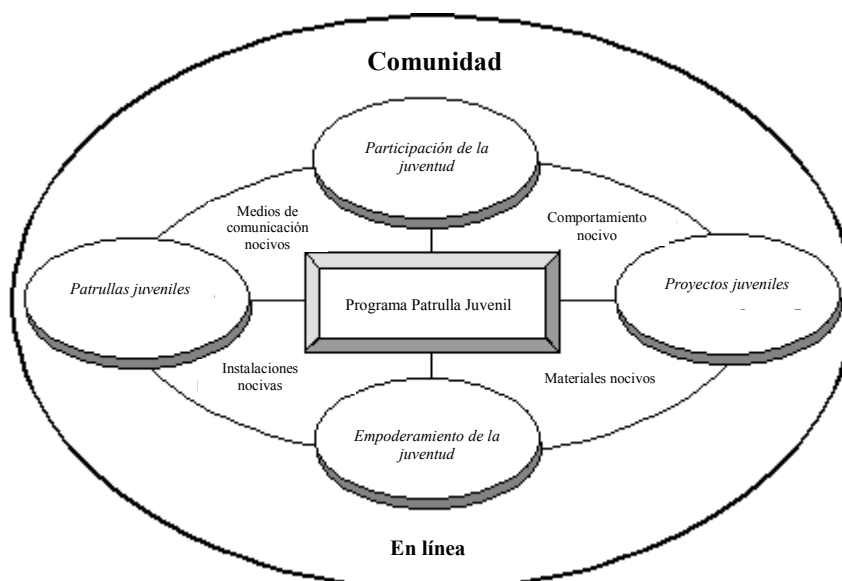 Comunidad
Participación de la
juventud
Medios de
comunicación
nocivos
Comportamiento
nocivo
Patrullas juveniles
Programa Patrulla Juvenil
Proyectos juveniles
Instalaciones
nocivas
Materiales nocivos
Empoderamiento de la
juventud
En línea